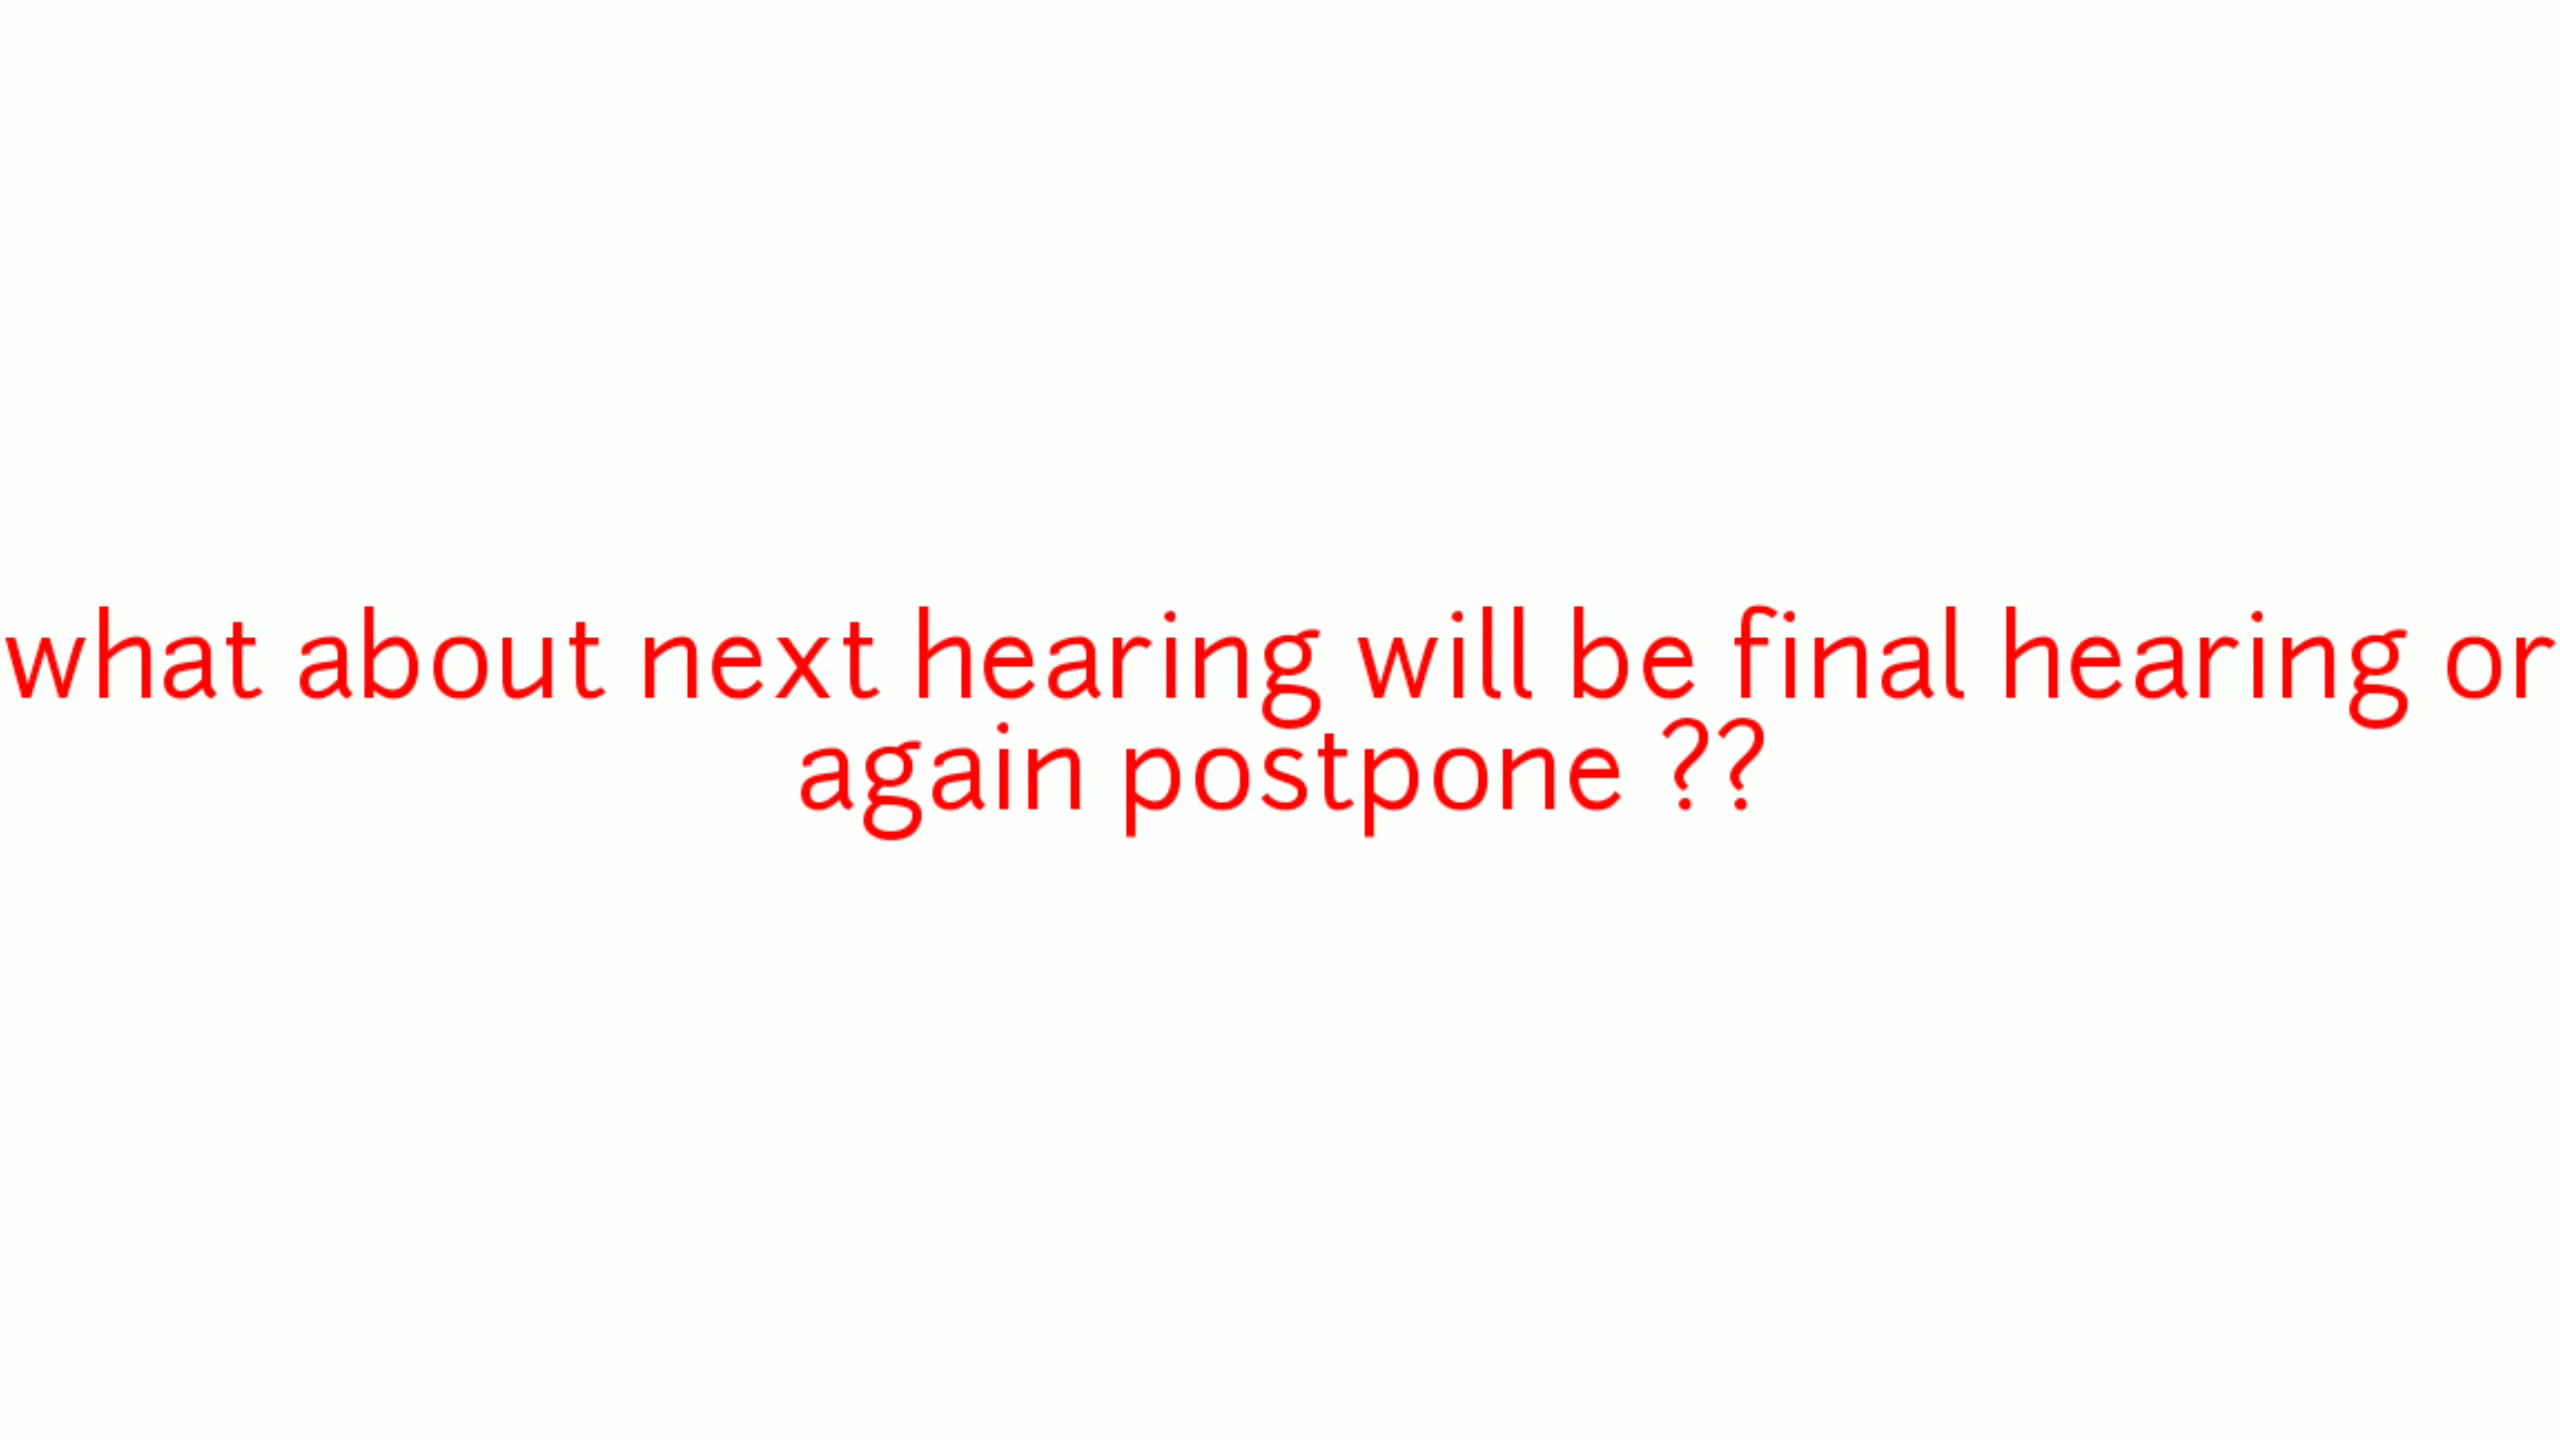 what about next hearing will be final hearing or
again postpone ??